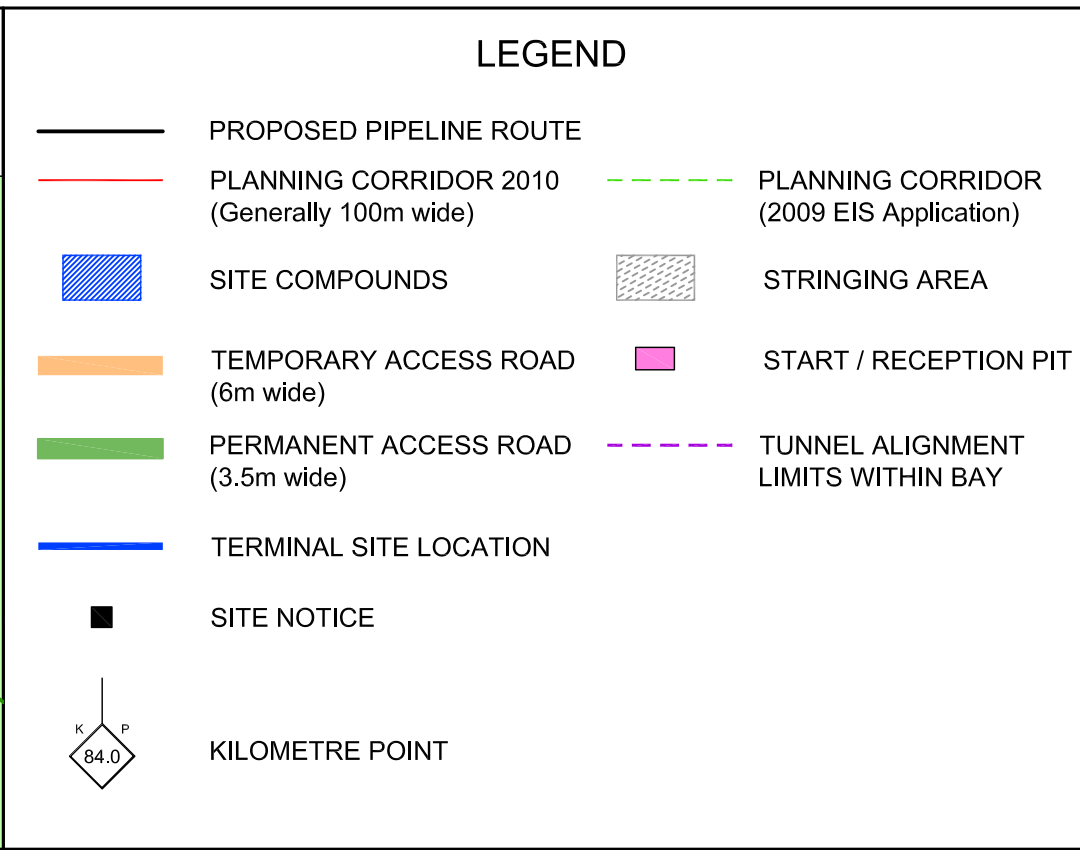 LEGEND
PROPOSED PIPELINE ROUTE
PLANNING CORRIDOR 2010
(Generally 100m wide)
PLANNING CORRIDOR
(2009 EIS Application)
SITE COMPOUNDS
STRINGING AREA
TEMPORARY ACCESS ROAD
(6m wide)
START / RECEPTION PIT
PERMANENT ACCESS ROAD
(3.5m wide)
TUNNEL ALIGNMENT
LIMITS WITHIN BAY
TERMINAL SITE LOCATION
SITE NOTICE
K P
84.0
KILOMETRE POINT